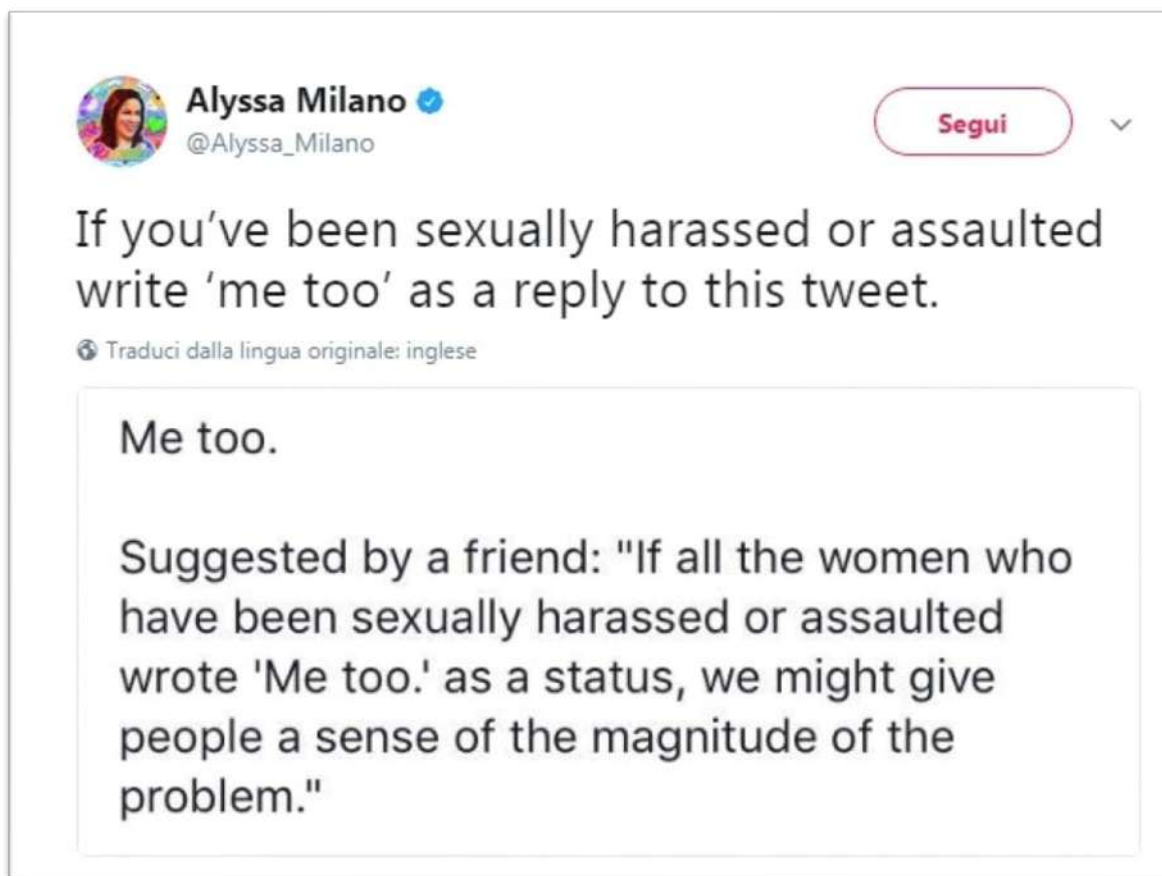 Alyssa Milano
@Alyssa_Milano
Segui
If you’ve been sexually harassed or assaulted
write ‘me too’ as a reply to this tweet.
Traduci dalla lingua originale: inglese
Me too.
Suggested by a friend: "If all the women who
have been sexually harassed or assaulted
wrote 'Me too.' as a status, we might give
people a sense of the magnitude of the
problem."